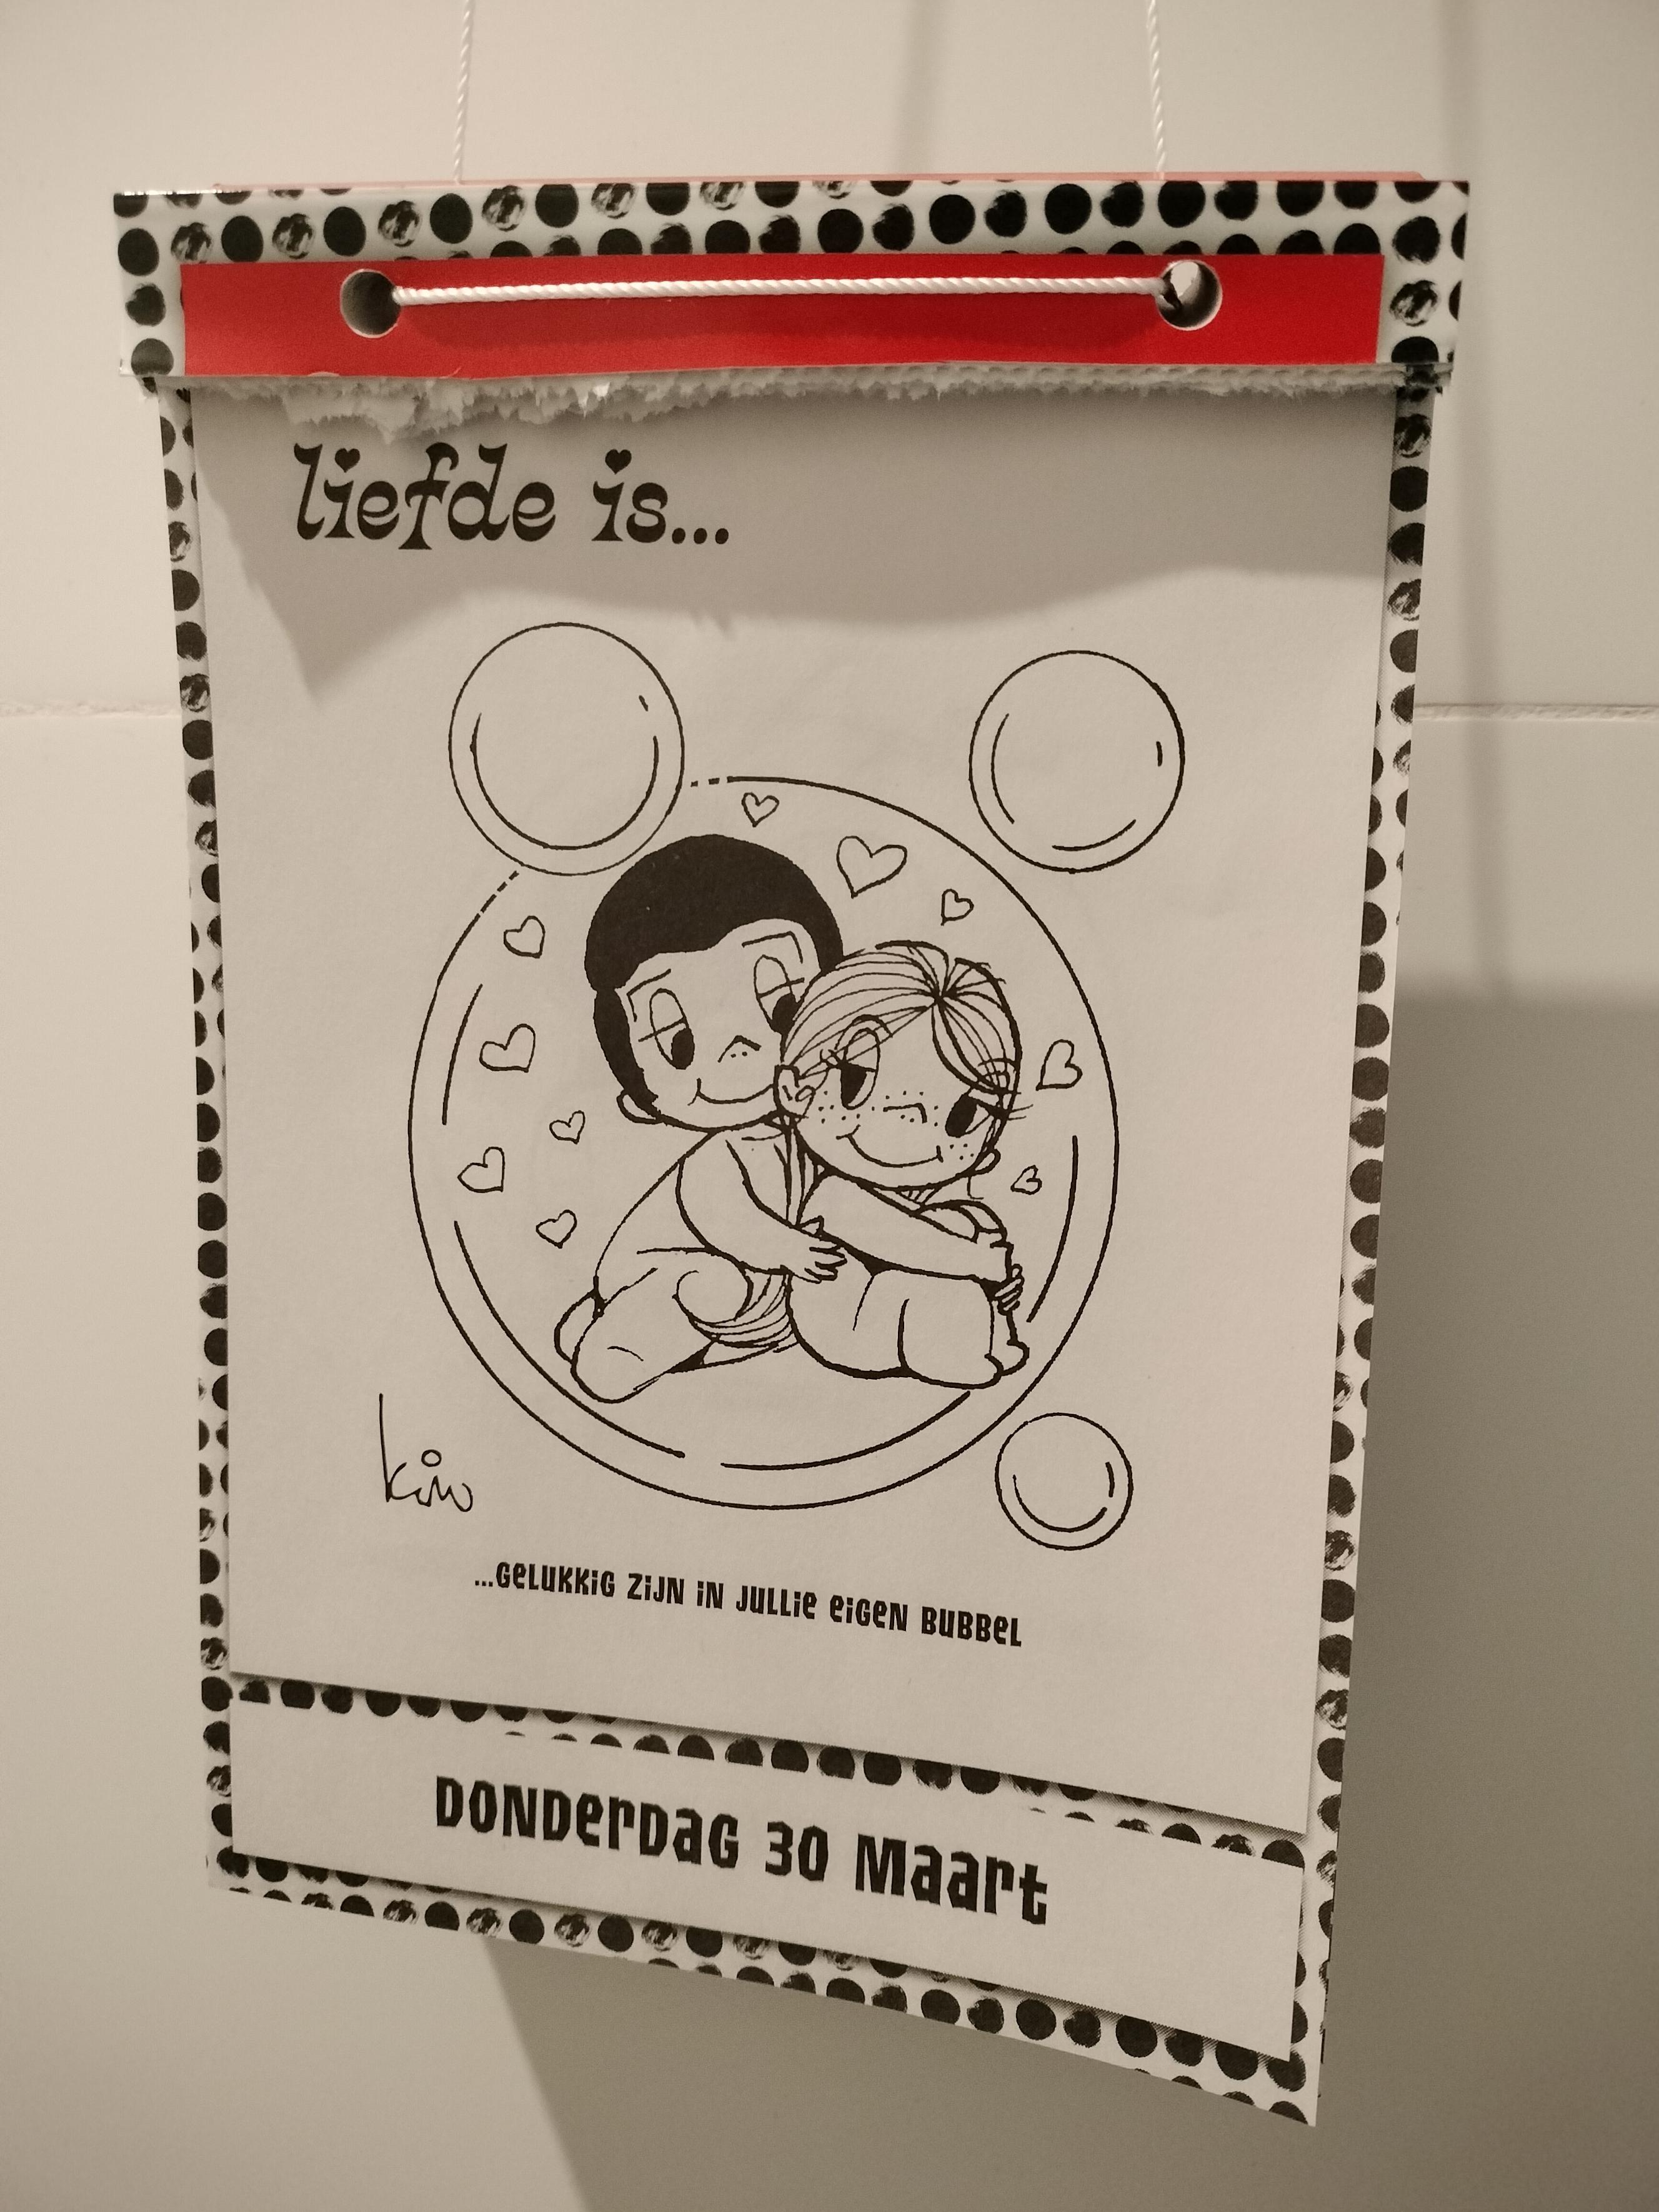 liefde is...
kim
...GELUKKiG ZiJN iN JULLie eiGeN BUBBeL
DONDerDaG 30 Maart